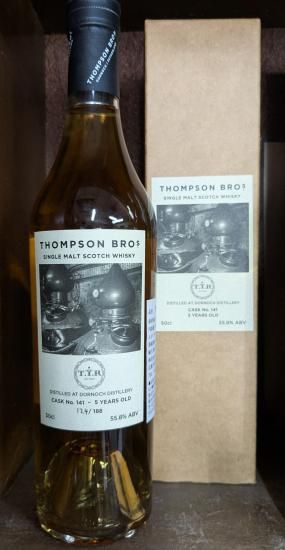 THOMPSON BROS
THOMPSON BROS
SINGLE MALT SCOTCH WHISKY
T.Y.R
DISTILLED AT DORNOCH DISTILLERY
CASK No. 141 - 5 YEARS OLD
124/188
50cl
55.8% ABV
THOMPSON BROS
SINGLE MALT SCOTCH WHISKY
T.Y.R
DISTILLED AT DORNOCH DISTILLERY
CASK No. 141
5 YEARS OLD
50cl
55.8% ABV